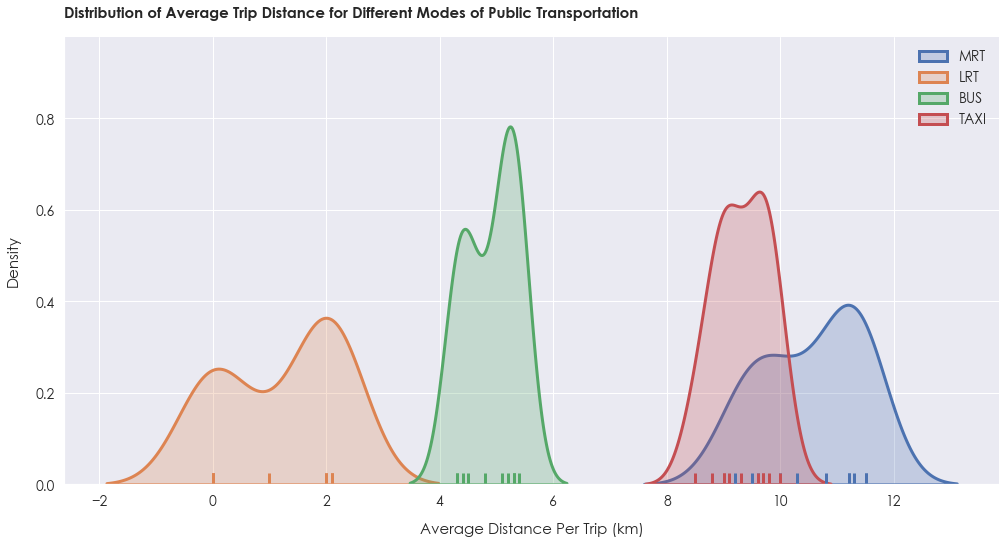 Distribution of Average Trip Distance for Different Modes of Public Transportation
MRT
LRT
BUS
TAXI
Density
0.8
0.6
0.4
0.2
0.0
−2 0 2 4 6 8 10 12
Average Distance Per Trip (km)